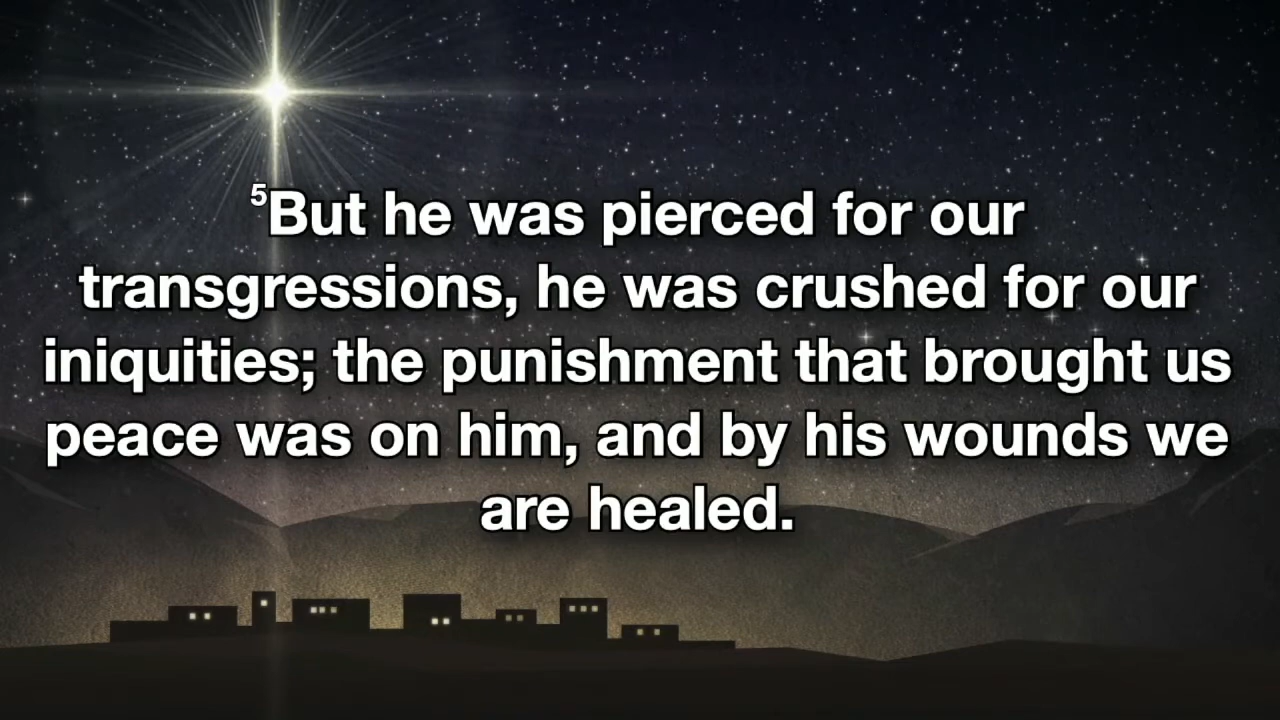 ⁵But he was pierced for our
transgressions, he was crushed for our
iniquities; the punishment that brought us
peace was on him, and by his wounds we
are healed.